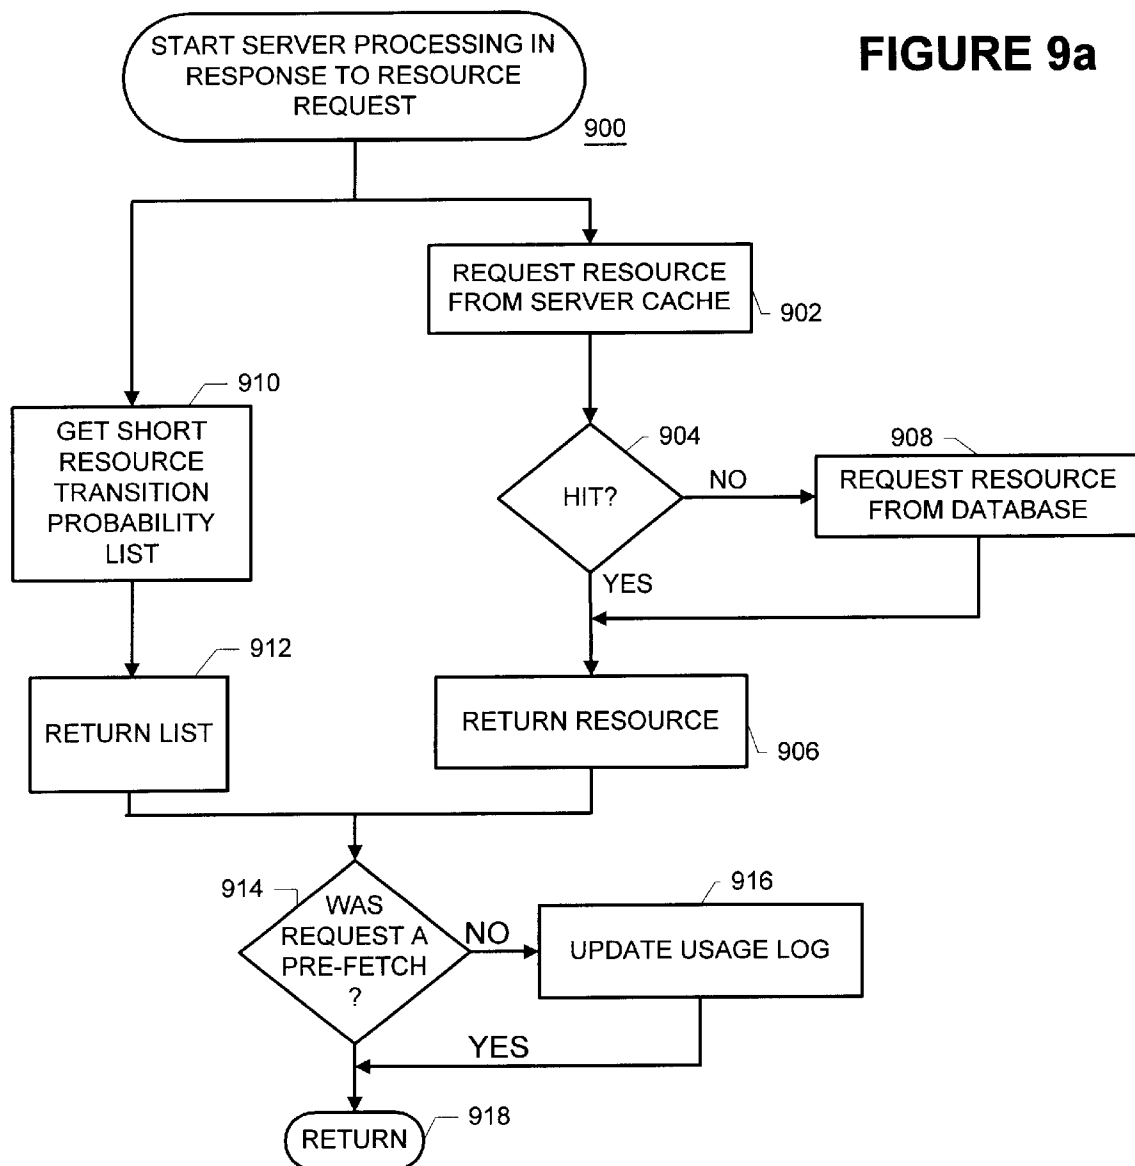 START SERVER PROCESSING IN
RESPONSE TO RESOURCE
REQUEST
FIGURE 9a
900
REQUEST RESOURCE
FROM SERVER CACHE
902
910
GET SHORT
RESOURCE
TRANSITION
PROBABILITY
LIST
904
HIT?
NO
908
REQUEST RESOURCE
FROM DATABASE
YES
912
RETURN LIST
RETURN RESOURCE
906
914
WAS
REQUEST A
PRE-FETCH
?
NO
916
UPDATE USAGE LOG
YES
RETURN
918